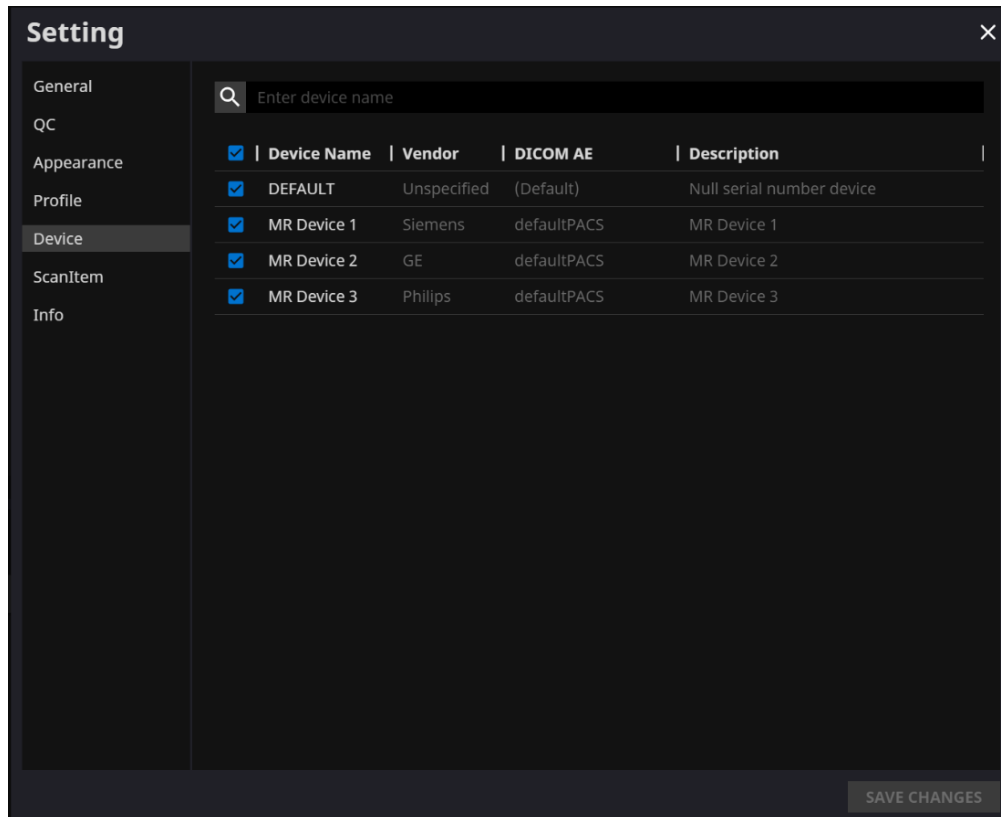 Setting
General
QC
Appearance
Profile
Device
ScanItem
Info
Enter device name
Device Name Vendor DICOM AE Description
DEFAULT Unspecified (Default) Null serial number device
MR Device 1 Siemens defaultPACS MR Device 1
MR Device 2 GE defaultPACS MR Device 2
MR Device 3 Philips defaultPACS MR Device 3
SAVE CHANGES